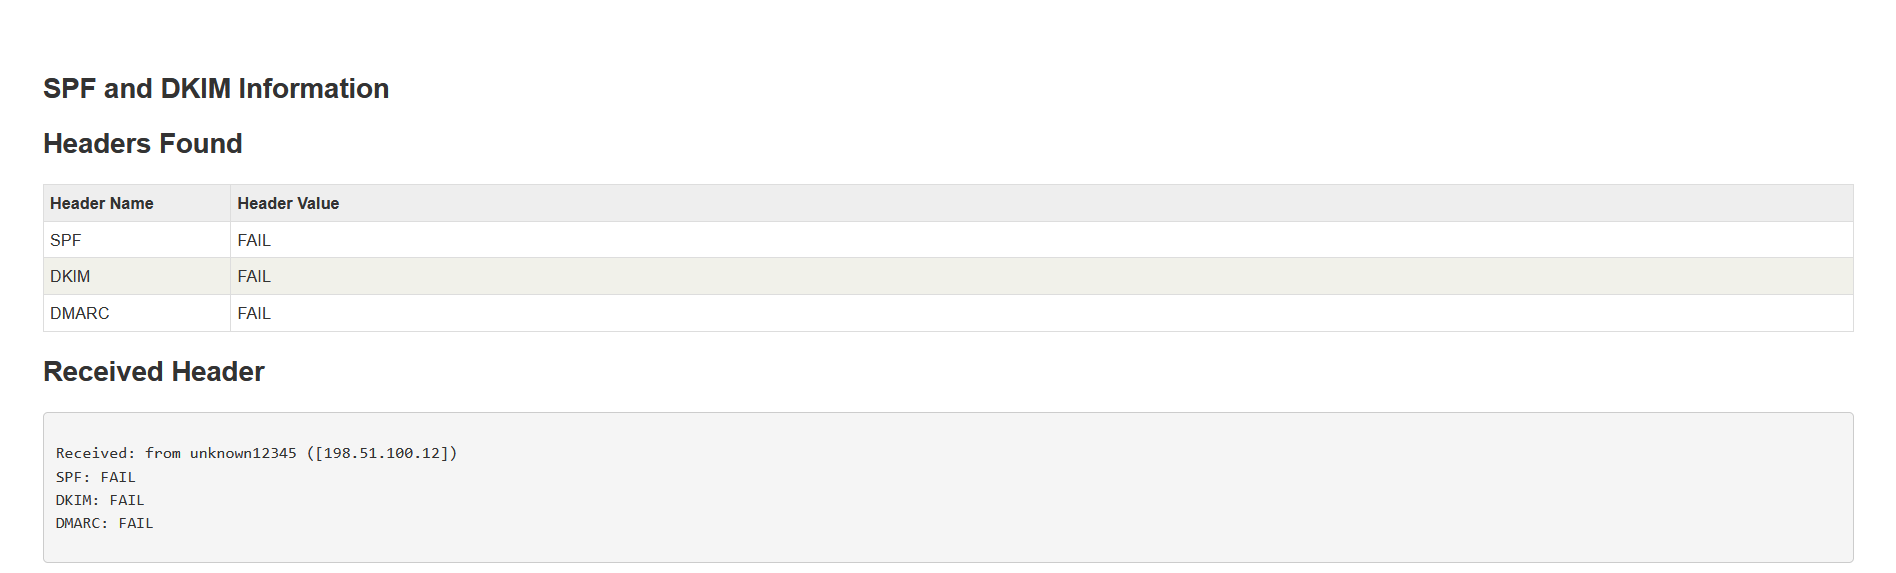 SPF and DKIM Information
Headers Found
Header Name Header Value
SPF FAIL
DKIM FAIL
DMARC FAIL
Received Header
Received: from unknown12345 ([198.51.100.12])
SPF: FAIL
DKIM: FAIL
DMARC: FAIL